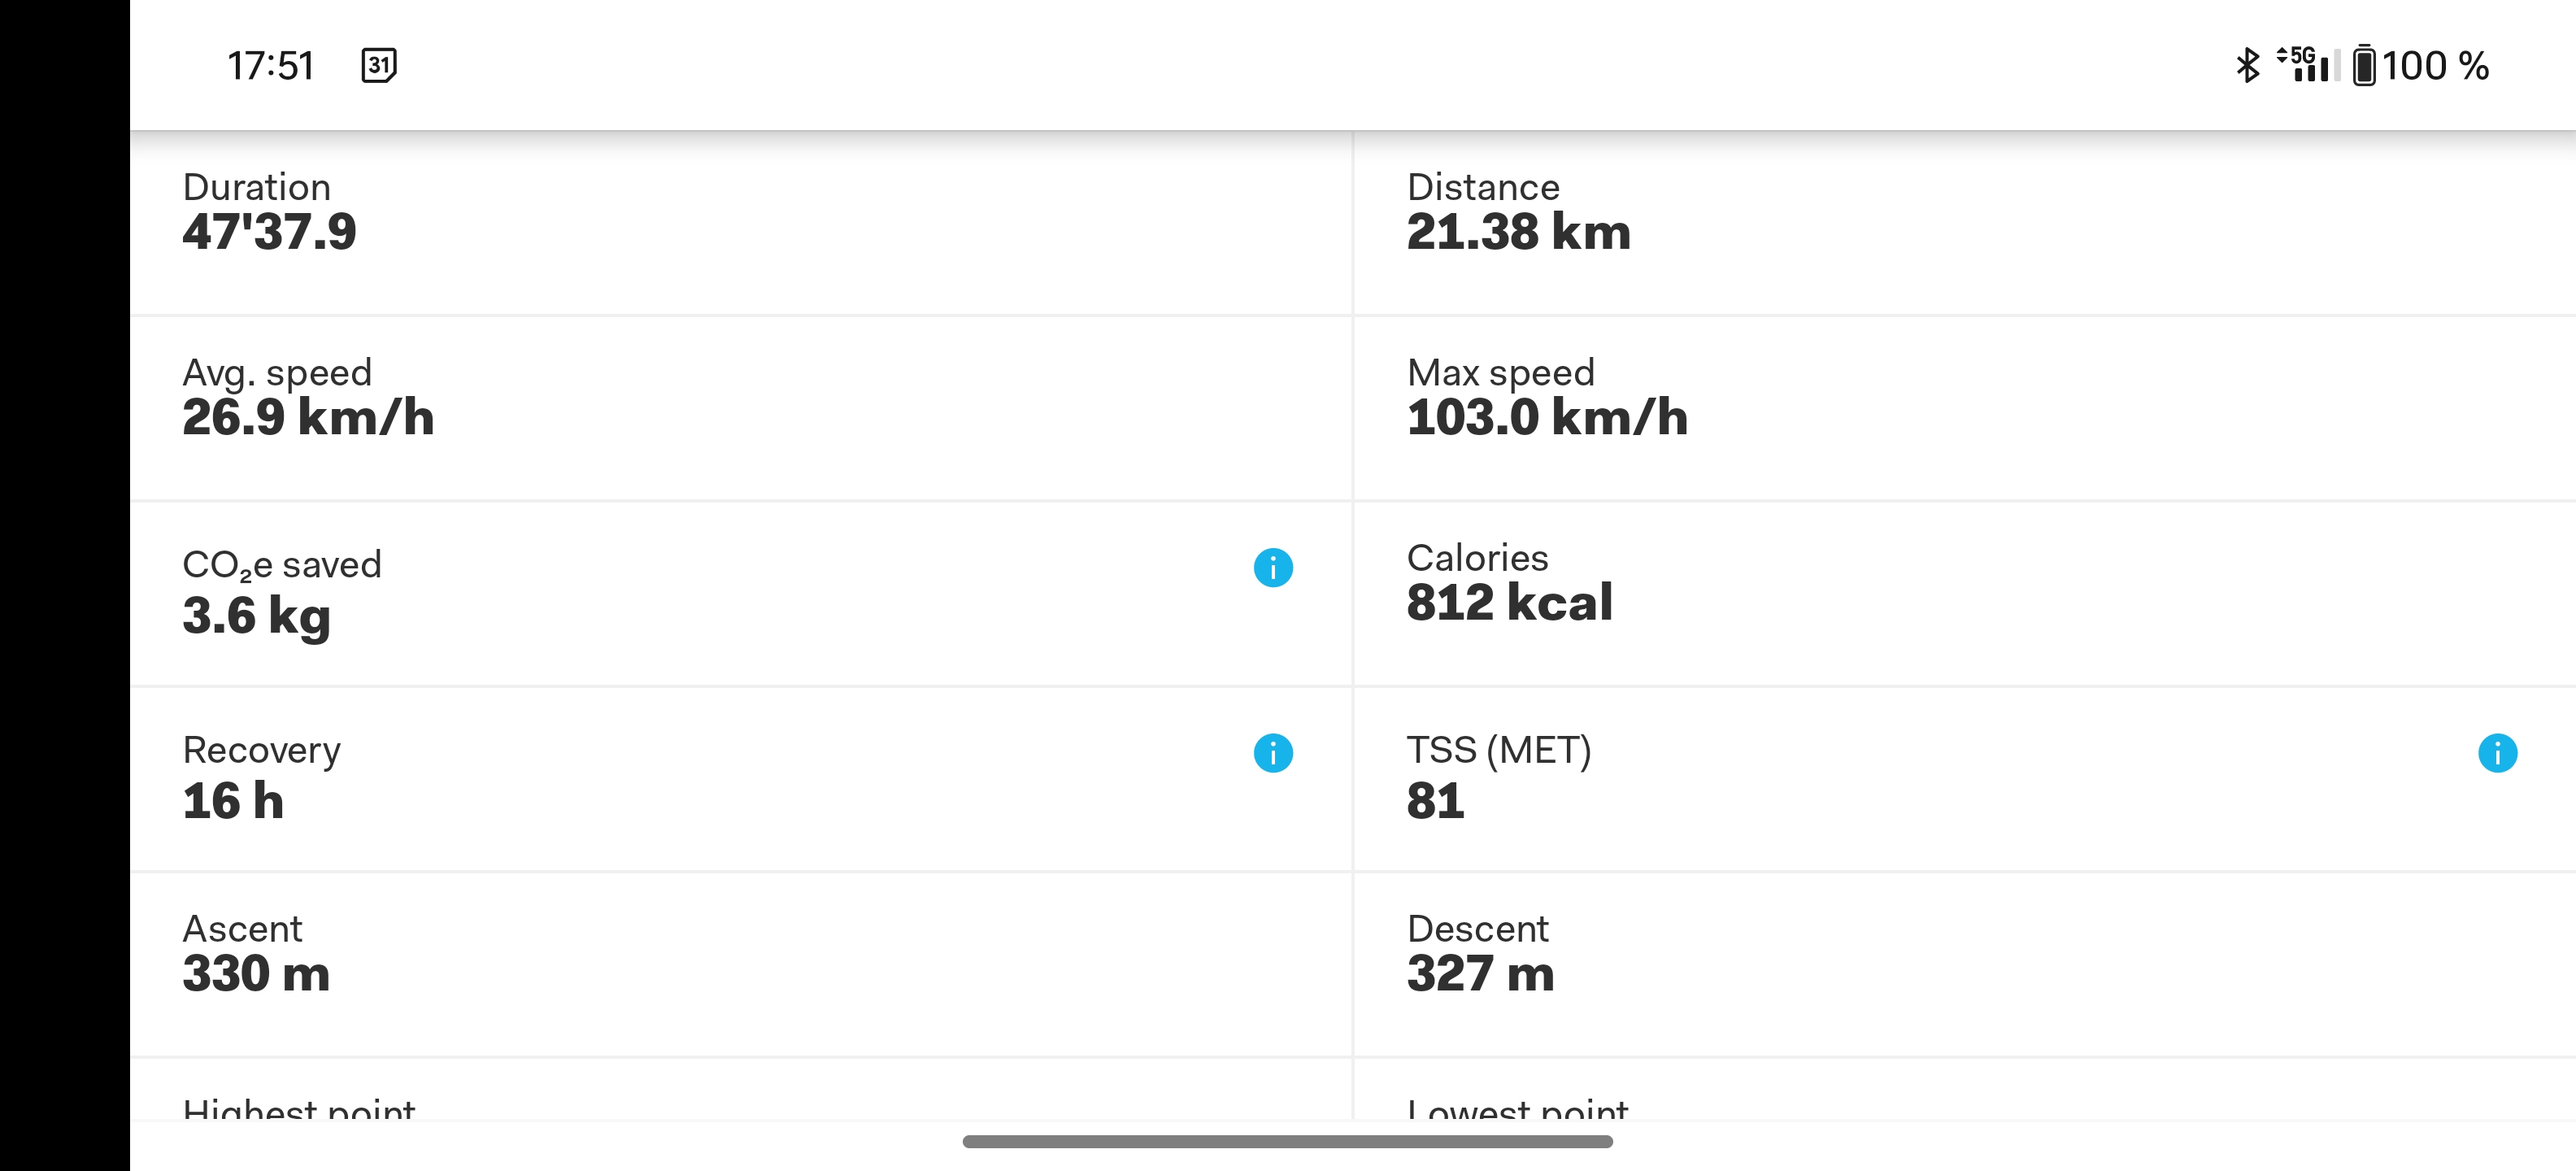 17:51 31 5G 100 %
Duration
47'37.9
Distance
21.38 km
Avg. speed
26.9 km/h
Max speed
103.0 km/h
CO₂e saved
3.6 kg
Calories
812 kcal
Recovery
16 h
TSS (MET)
81
Ascent
330 m
Descent
327 m
Highest point
Lowest point